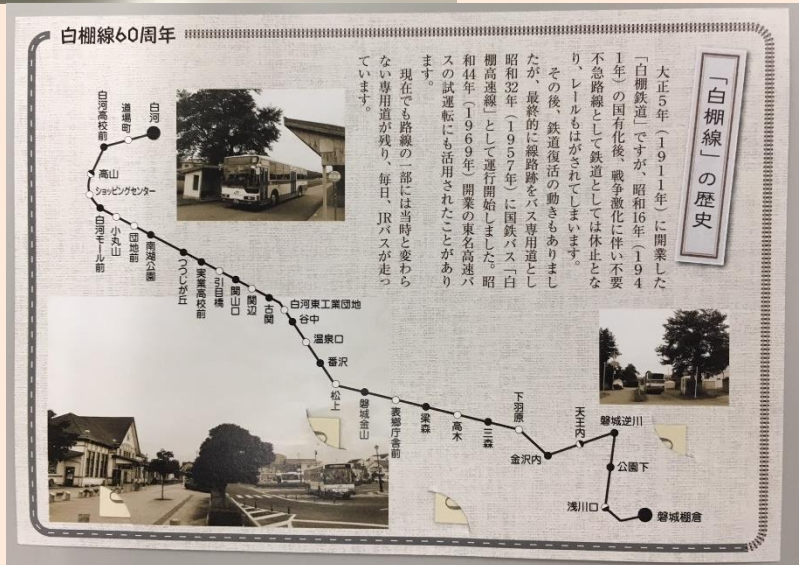 白棚線60周年
「白棚線」の歴史
大正5年(1911年)に開業した
「白棚鉄道」ですが、昭和16年(194
1年)の国有化後、戦争激化に伴い不要
不急路線として鉄道としては休止とな
り、レールもはがされてしまいます。
その後、鉄道復活の動きもありまし
たが、最終的に線路跡をバス専用道とし
昭和32年(1957年)に国鉄バス「白
棚高速線」として運行開始しました。昭
和44年(1969年)開業の東名高速バ
スの試運転にも活用されたことがあり
ます。
現在でも路線の一部には当時と変わら
ない専用道が残り、毎日、JRバスが走っ
ています。
白河
道場町
白河高校前
高山
ショッピングセンター
白河モール前
小丸山
団地前
南湖公園
つつじが丘
実業高校前
引目橋
関山口
関辺
古関
白河東工業団地
谷中
温泉口
番沢
松上
磐城金山
表郷庁舎前
梁森
高木
三森
下羽原
金沢内
天王内
磐城逆川
公園下
浅川口
磐城棚倉